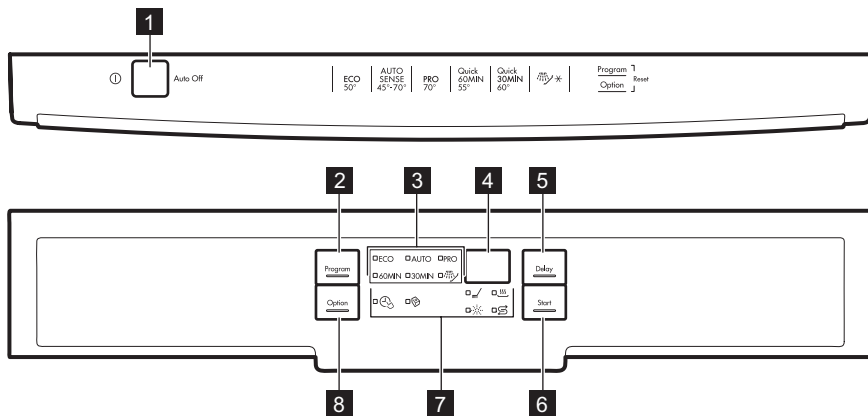 1
Auto Off
ECO 50°
AUTO SENSE 45°-70°
PRO 70°
Quick 60MIN 55°
Quick 30MIN 60°
Program
Option
Reset
2
3
4
5
Program
ECO AUTO PRO
60MIN 30MIN
Delay
Option
Start
8
7
6